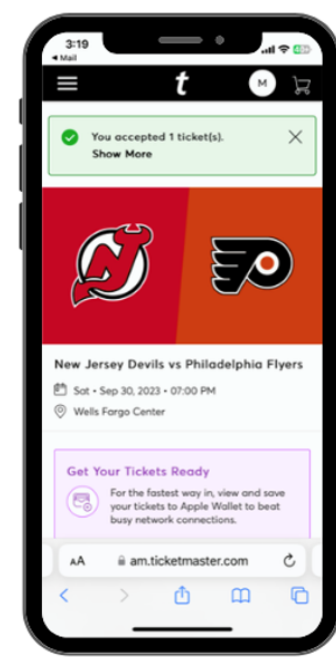 3:19
◀ Mail
t
M
You accepted 1 ticket(s).
Show More
New Jersey Devils vs Philadelphia Flyers
Sat • Sep 30, 2023 • 07:00 PM
Wells Fargo Center
Get Your Tickets Ready
For the fastest way in, view and save
your tickets to Apple Wallet to beat
busy network connections.
AA am.ticketmaster.com